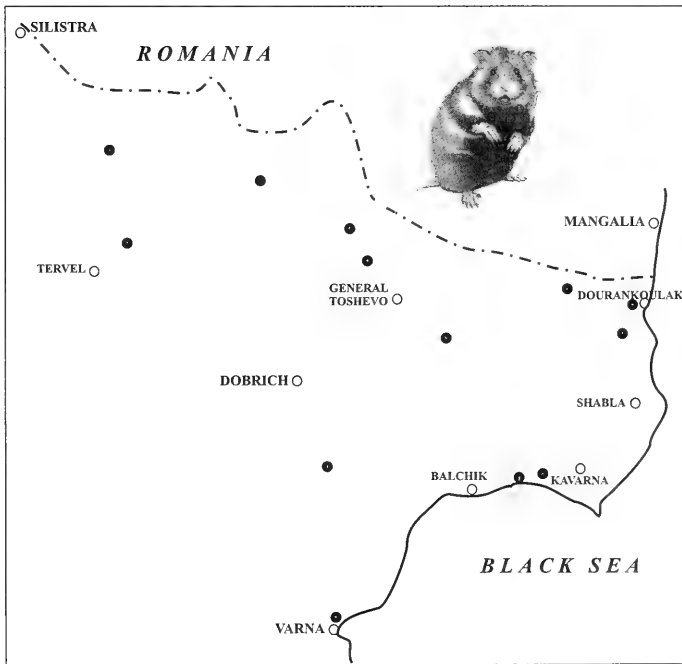 SILISTRA
ROMANIA
MANGALIA
TERVEL
GENERAL
TOSHEVO
DOURANKOULAK
DOBRICH
SHABLA
BALCHIK
KAVARNA
BLACK SEA
VARNA